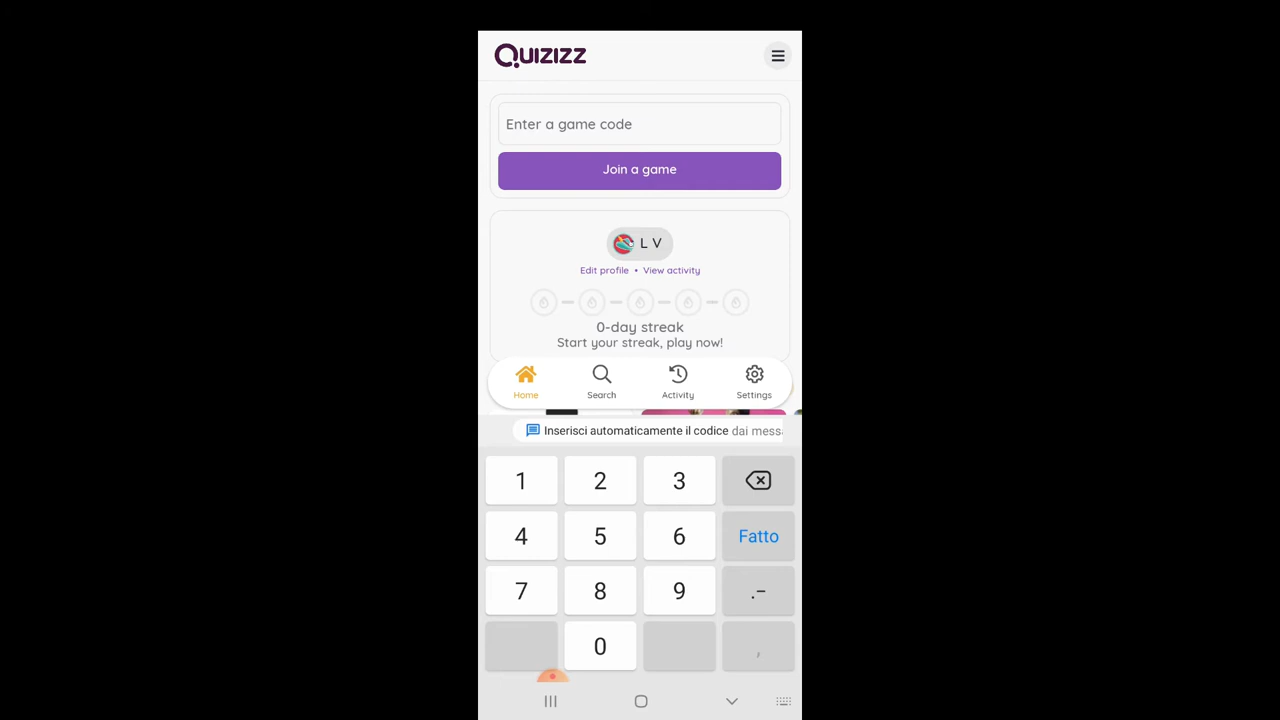 QUIZIZZ
Enter a game code
Join a game
L V
Edit profile • View activity
0-day streak
Start your streak, play now!
Home Search Activity Settings
Inserisci automaticamente il codice dai mess
1 2 3
4 5 6 Fatto
7 8 9 .–
0 ,